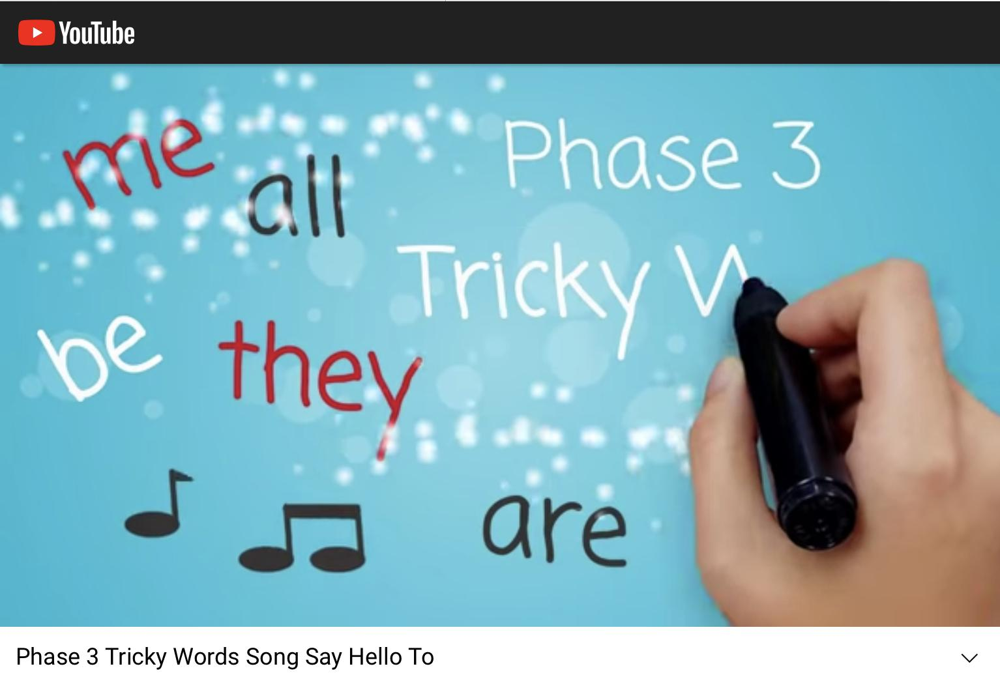 YouTube
me
all
Phase 3
Tricky W
be
they
are
Phase 3 Tricky Words Song Say Hello To